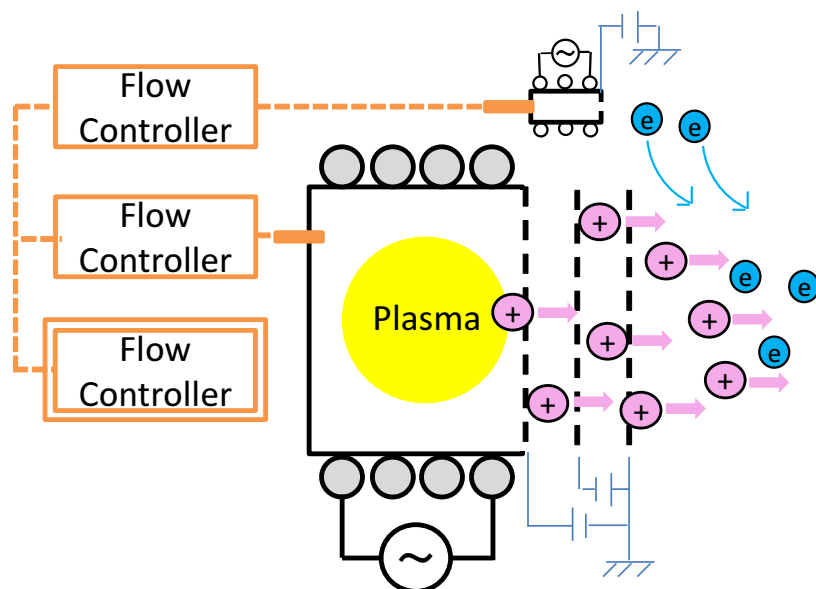 Flow
Controller
Flow
Controller
Flow
Controller
Plasma
~
~
e
e
e
e
e
+
+
+
+
+
+
+
+